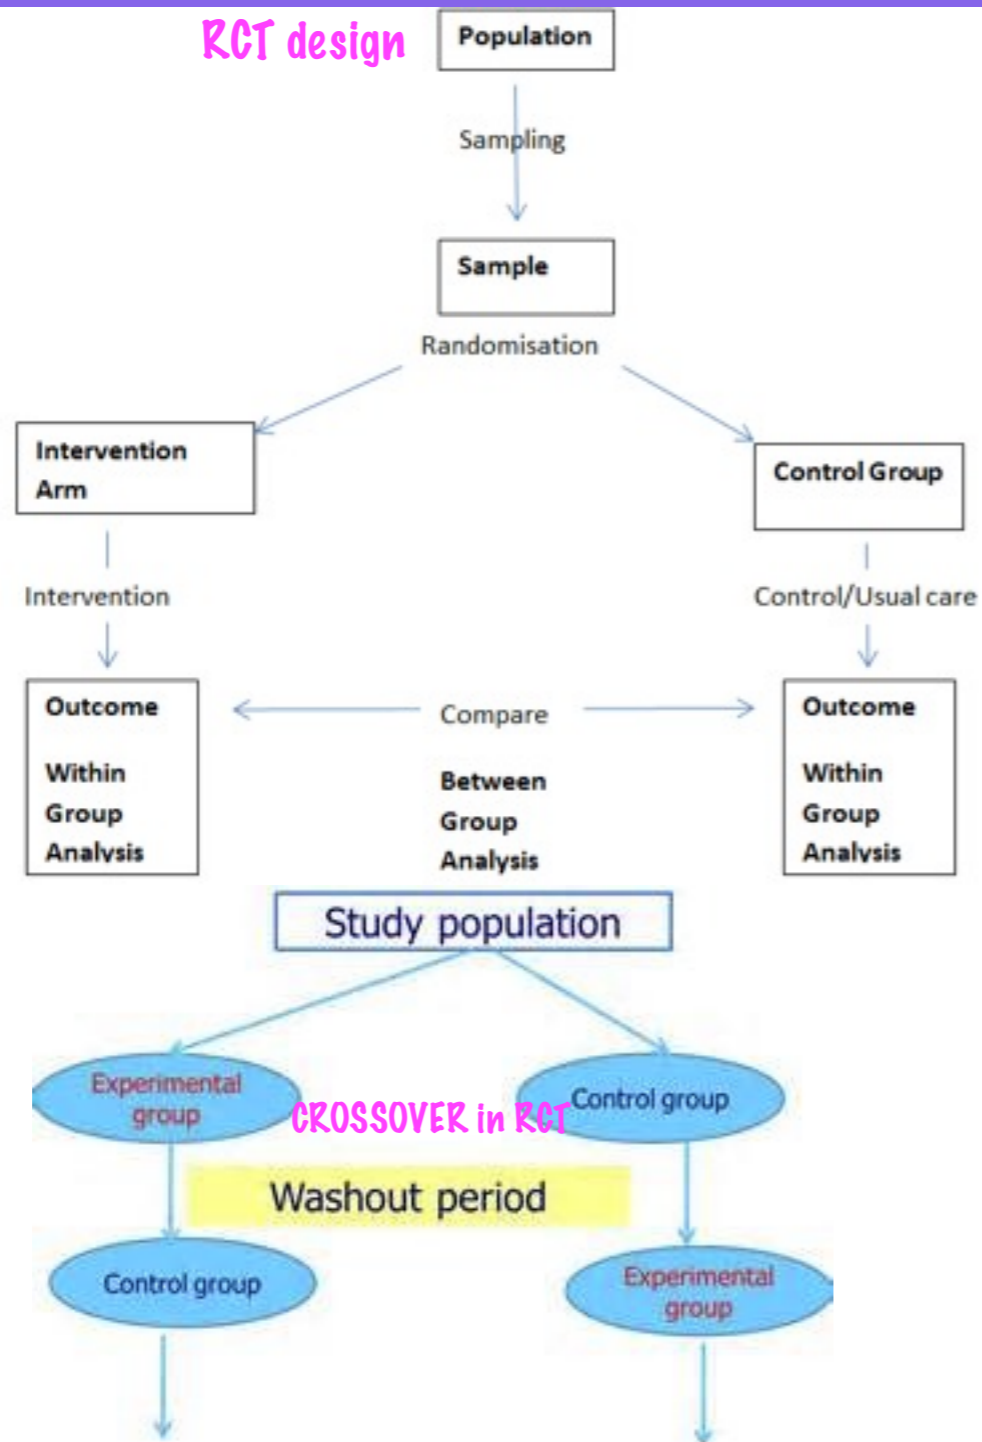 RCT design
Population
Sampling
Sample
Randomisation
Intervention
Arm
Control Group
Intervention
Control/Usual care
Outcome
Within
Group
Analysis
Compare
Between
Group
Analysis
Outcome
Within
Group
Analysis
Study population
Experimental
group
CROSSOVER in RCT
Control group
Washout period
Control group
Experimental
group